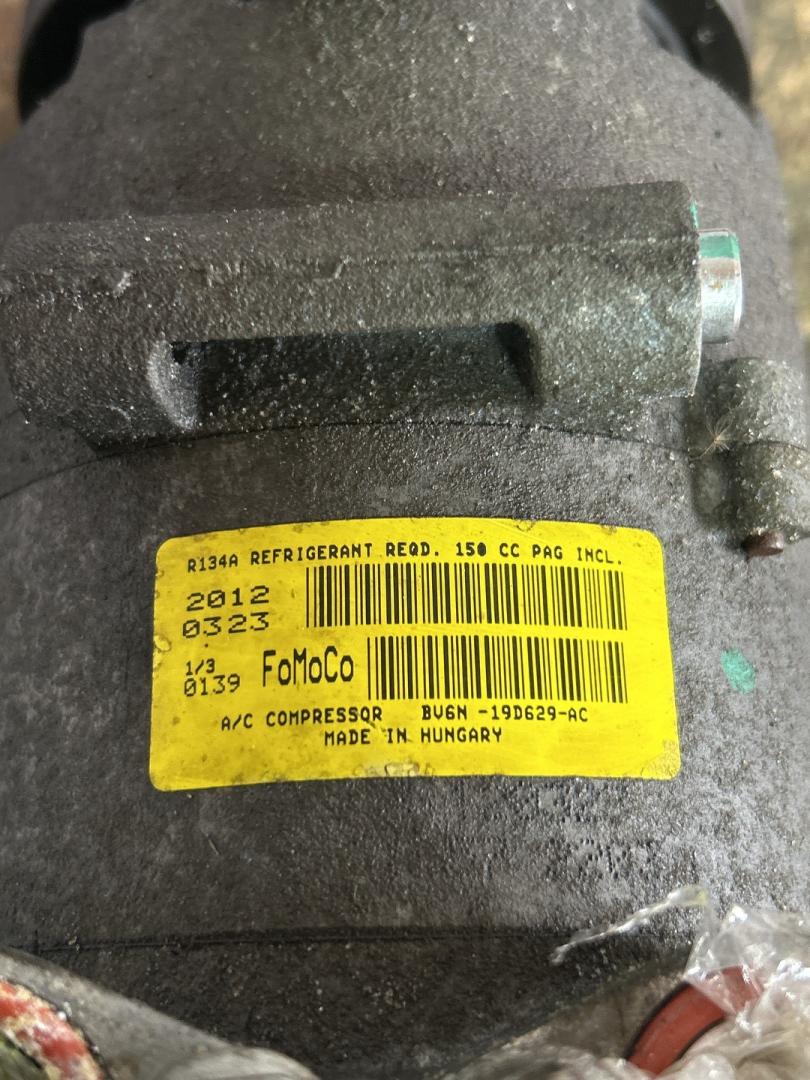 R134A REFRIGERANT REQD. 150 CC PAG INCL.
2012
0323
1/3
0139 FoMoCo
A/C COMPRESSOR BV6N -19D629-AC
MADE IN HUNGARY